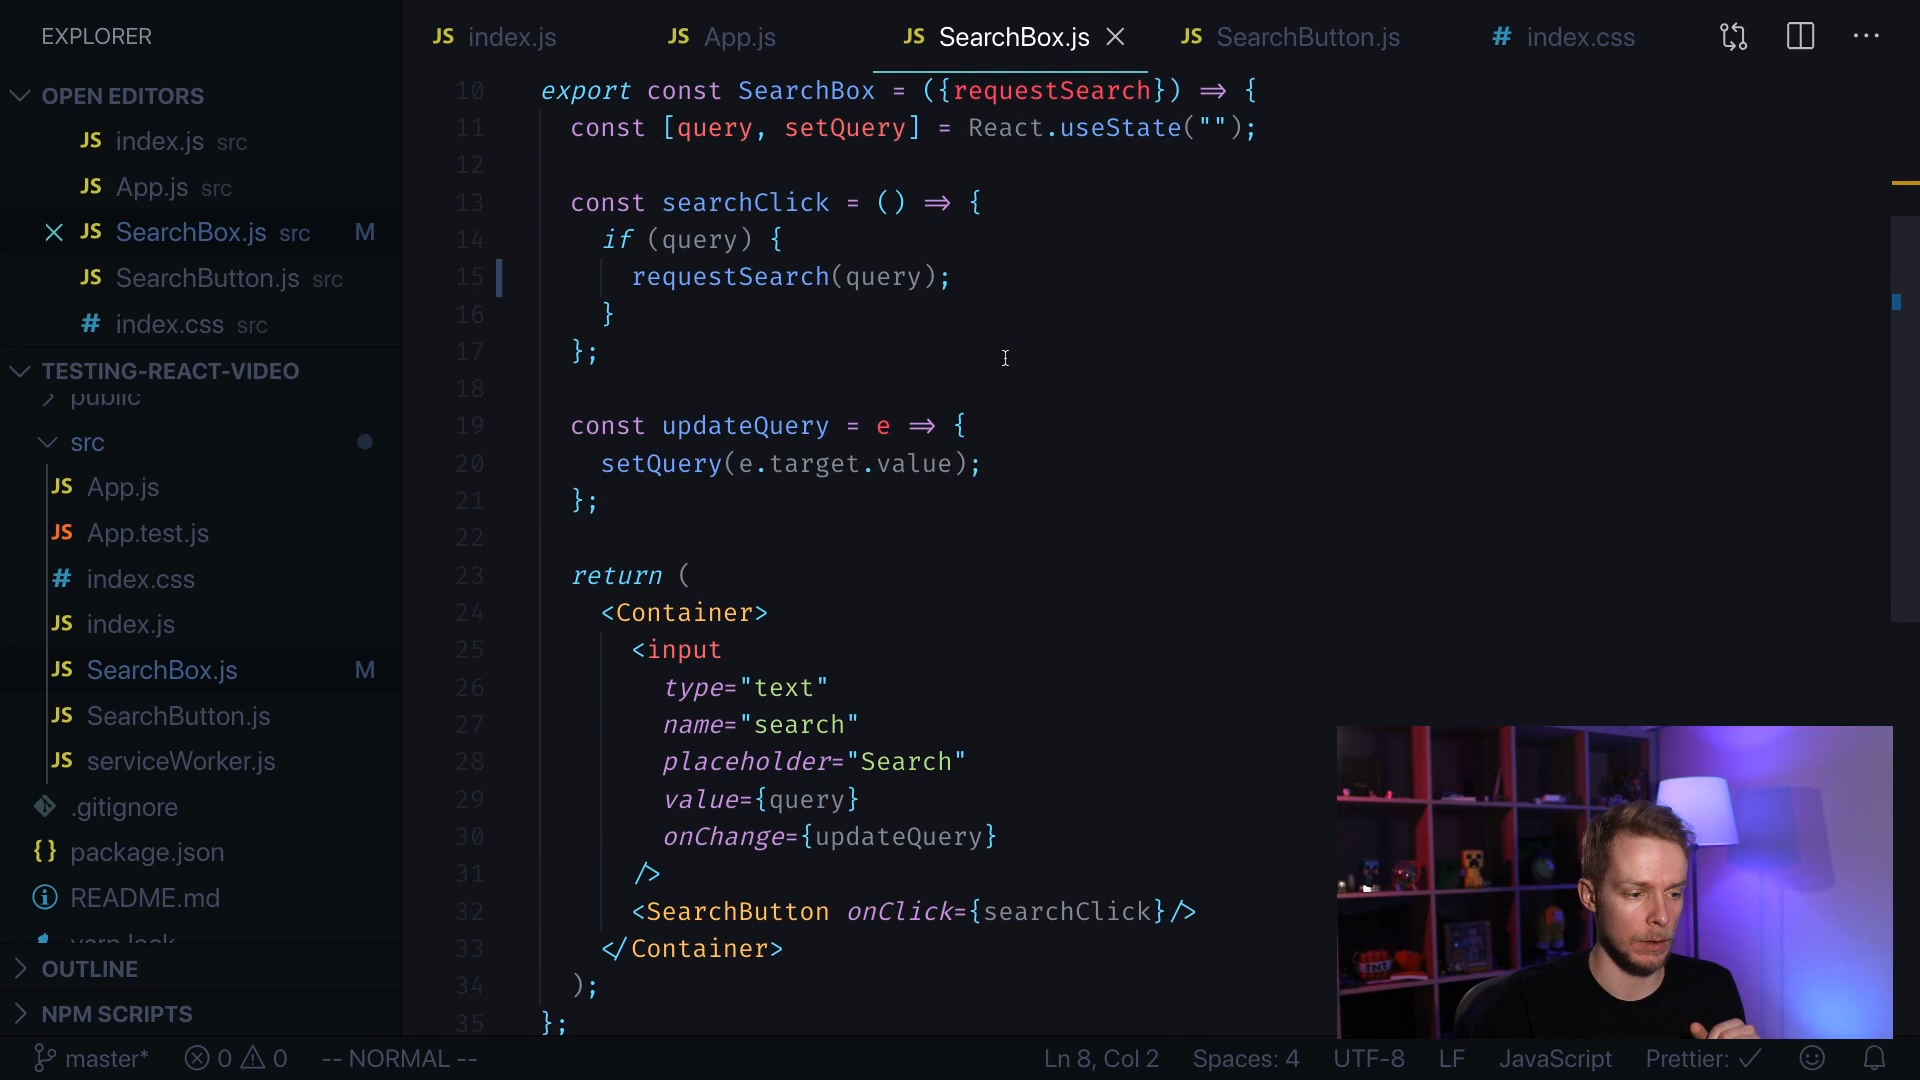 EXPLORER
OPEN EDITORS
JS index.js src
JS App.js src
JS SearchBox.js src M
JS SearchButton.js src
# index.css src
TESTING-REACT-VIDEO
public
src
JS App.js
JS App.test.js
# index.css
JS index.js
JS SearchBox.js M
JS SearchButton.js
JS serviceWorker.js
.gitignore
{} package.json
README.md
yarn.lock
OUTLINE
NPM SCRIPTS
JS index.js
JS App.js
JS SearchBox.js
JS SearchButton.js
# index.css
10 export const SearchBox = ({requestSearch}) => {
11 const [query, setQuery] = React.useState("");
12
13 const searchClick = () => {
14 if (query) {
15 requestSearch(query);
16 }
17 };
18
19 const updateQuery = e => {
20 setQuery(e.target.value);
21 };
22
23 return (
24 <Container>
25 <input
26 type="text"
27 name="search"
28 placeholder="Search"
29 value={query}
30 onChange={updateQuery}
31 />
32 <SearchButton onClick={searchClick}/>
33 </Container>
34 );
35 };
TNT
master* 0 0 -- NORMAL -- Ln 8, Col 2 Spaces: 4 UTF-8 LF JavaScript Prettier: ✓